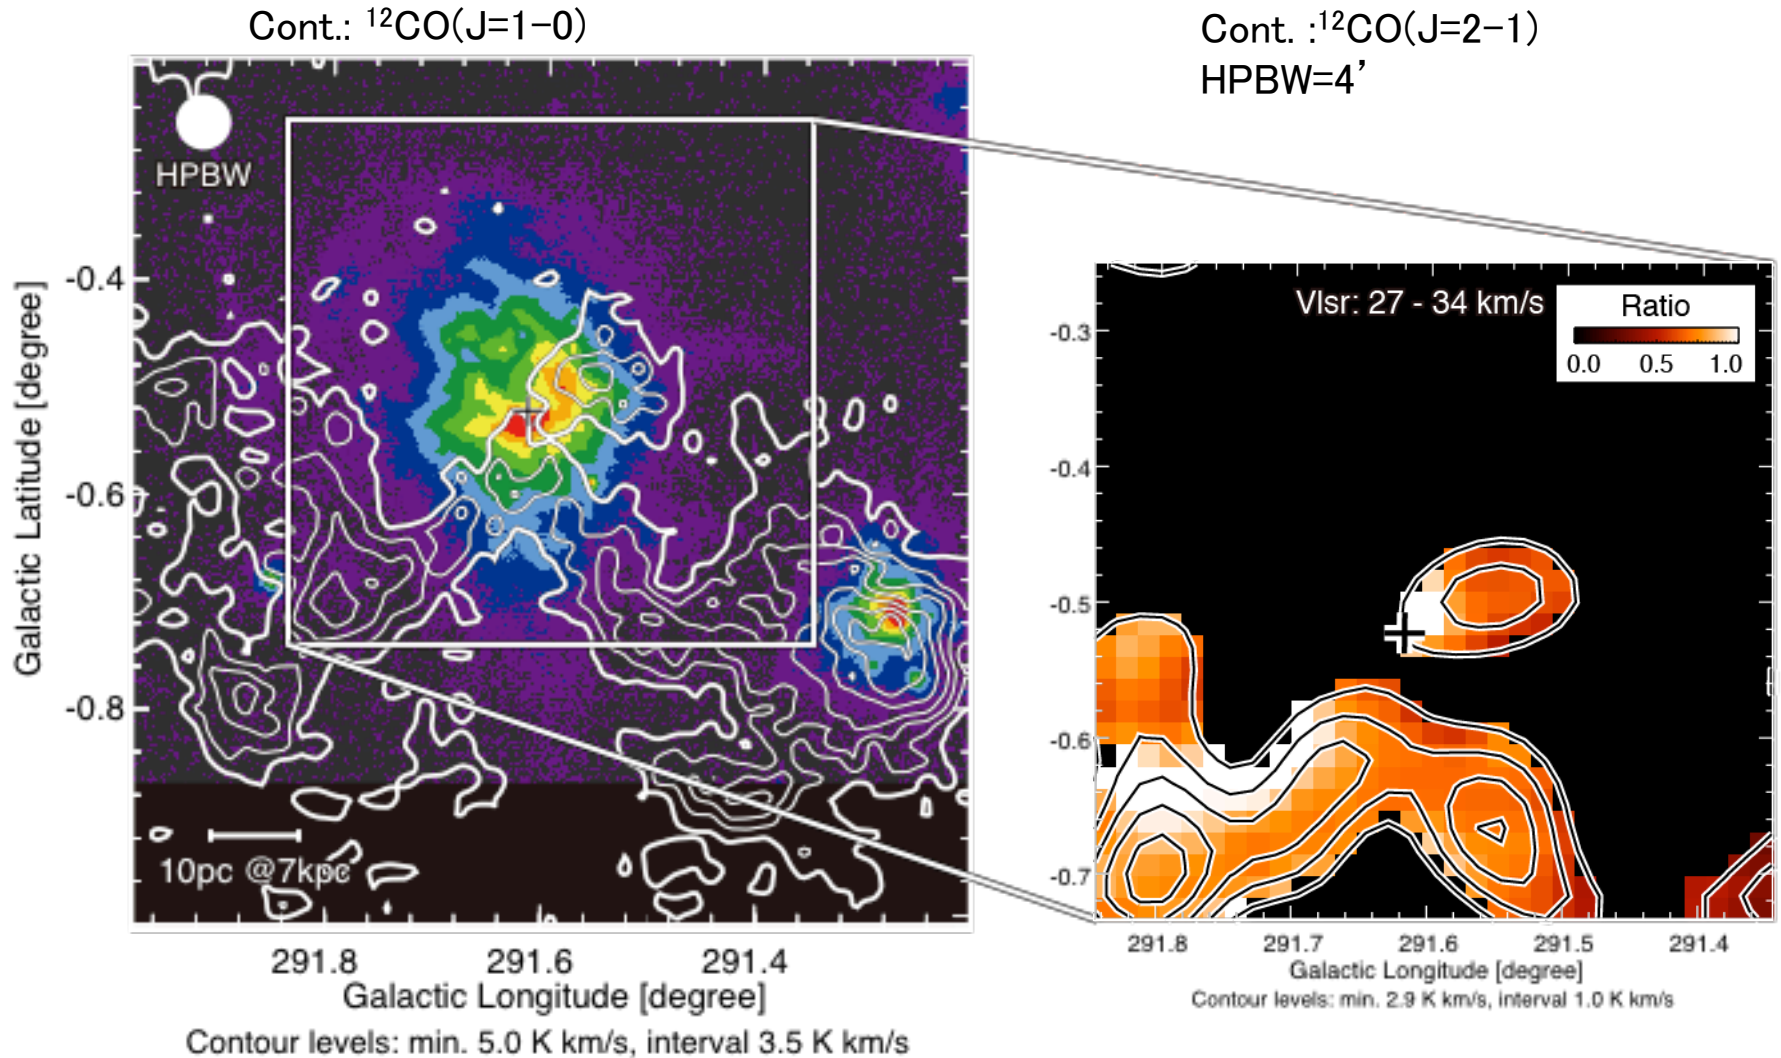 Cont.: ¹²CO(J=1-0)
Cont. :¹²CO(J=2-1)
HPBW=4’
HPBW
Galactic Latitude [degree]
-0.4
-0.6
-0.8
10pc @7kpc
291.8 291.6 291.4
Galactic Longitude [degree]
Contour levels: min. 5.0 K km/s, interval 3.5 K km/s
Vlsr: 27 - 34 km/s
Ratio
0.0 0.5 1.0
-0.3
-0.4
-0.5
-0.6
-0.7
291.8 291.7 291.6 291.5 291.4
Galactic Longitude [degree]
Contour levels: min. 2.9 K km/s, interval 1.0 K km/s